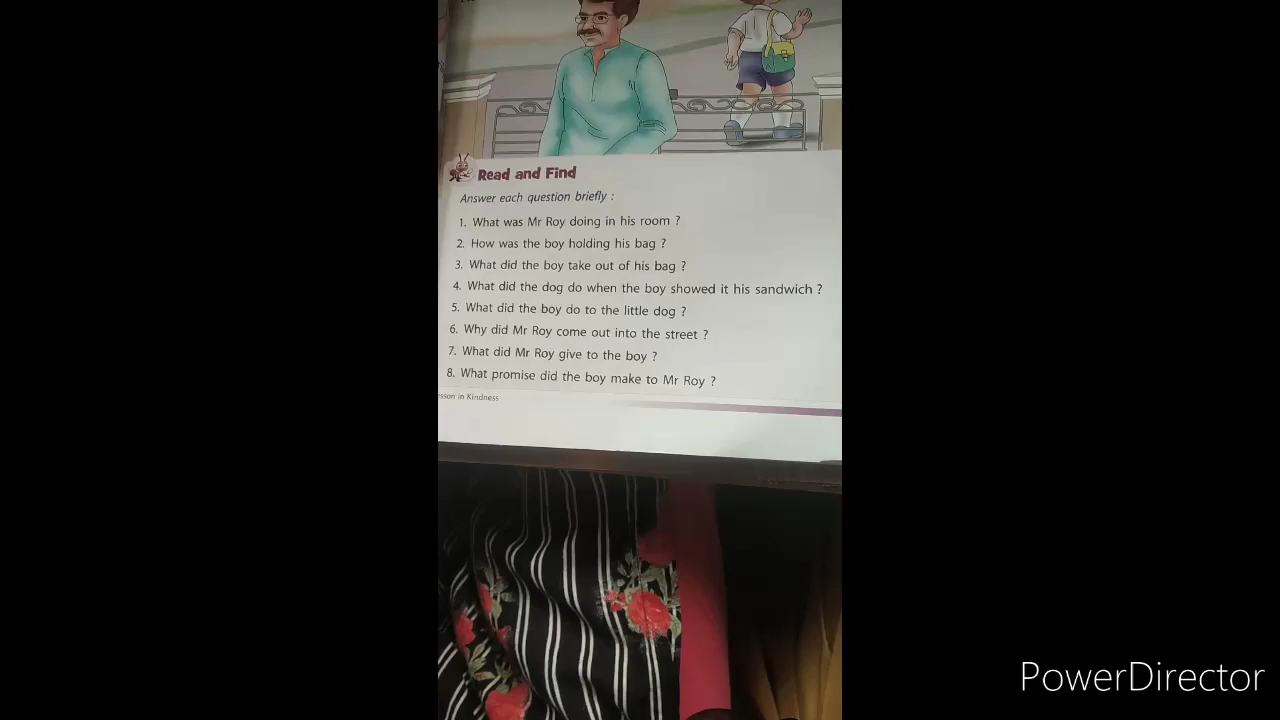 Read and Find
Answer each question briefly :
1. What was Mr Roy doing in his room ?
2. How was the boy holding his bag ?
3. What did the boy take out of his bag ?
4. What did the dog do when the boy showed it his sandwich ?
5. What did the boy do to the little dog ?
6. Why did Mr Roy come out into the street ?
7. What did Mr Roy give to the boy ?
8. What promise did the boy make to Mr Roy ?
esson in Kindness
PowerDirector